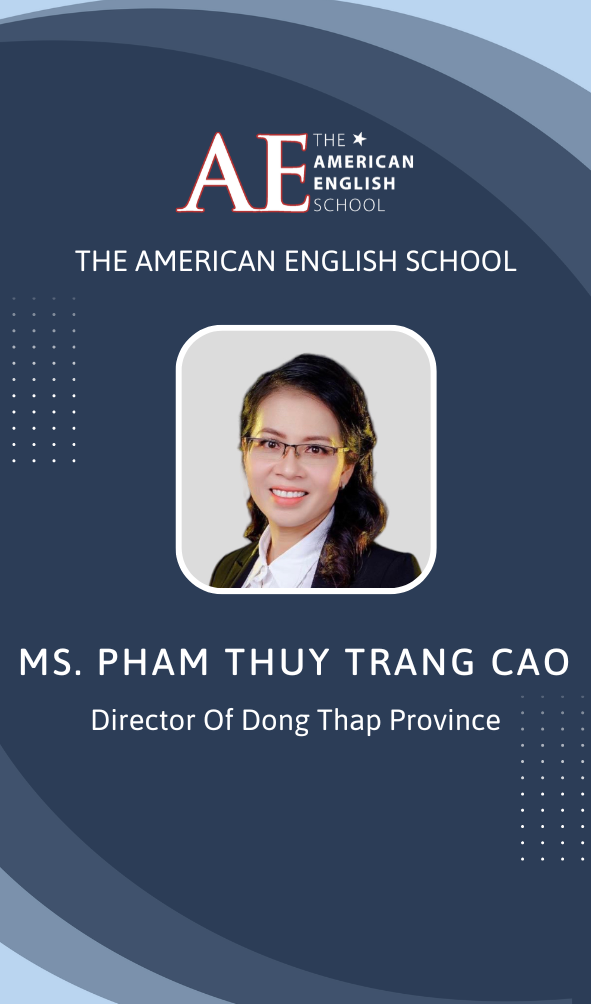 AE
THE
AMERICAN
ENGLISH
SCHOOL
THE AMERICAN ENGLISH SCHOOL
MS. PHAM THUY TRANG CAO
Director Of Dong Thap Province